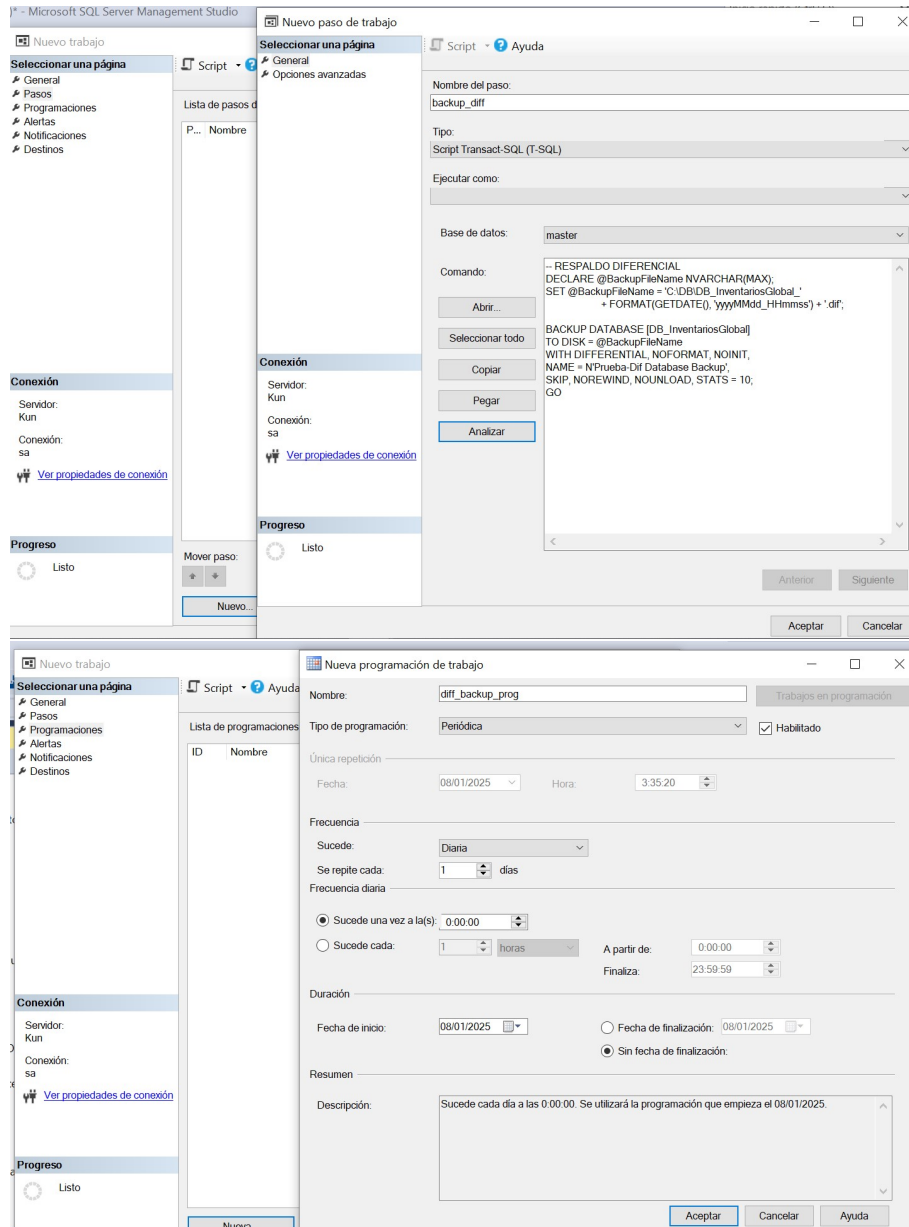 )* - Microsoft SQL Server Management Studio
Nuevo trabajo
Seleccionar una página
General
Pasos
Programaciones
Alertas
Notificaciones
Destinos
Script
Lista de pasos d
P... Nombre
Conexión
Servidor:
Kun
Conexión:
sa
Ver propiedades de conexión
Progreso
Listo
Mover paso:
Nuevo...
Nuevo paso de trabajo
Seleccionar una página
General
Opciones avanzadas
Conexión
Servidor:
Kun
Conexión:
sa
Ver propiedades de conexión
Progreso
Listo
Script Ayuda
Nombre del paso:
backup_diff
Tipo:
Script Transact-SQL (T-SQL)
Ejecutar como:
Base de datos: master
Comando:
Abrir...
Seleccionar todo
Copiar
Pegar
Analizar
-- RESPALDO DIFERENCIAL
DECLARE @BackupFileName NVARCHAR(MAX);
SET @BackupFileName = 'C:\DB\DB_InventariosGlobal_'
+ FORMAT(GETDATE(), 'yyyyMMdd_HHmmss') + '.dif';
BACKUP DATABASE [DB_InventariosGlobal]
TO DISK = @BackupFileName
WITH DIFFERENTIAL, NOFORMAT, NOINIT,
NAME = N'Prueba-Dif Database Backup',
SKIP, NOREWIND, NOUNLOAD, STATS = 10;
GO
Anterior Siguiente
Aceptar Cancelar
Nuevo trabajo
Seleccionar una página
General
Pasos
Programaciones
Alertas
Notificaciones
Destinos
Script Ayuda
Lista de programaciones
ID Nombre
Conexión
Servidor:
Kun
Conexión:
sa
Ver propiedades de conexión
Progreso
Listo
Nueva programación de trabajo
Nombre: diff_backup_prog Trabajos en programación
Tipo de programación: Periódica Habilitado
Única repetición
Fecha: 08/01/2025 Hora: 3:35:20
Frecuencia
Sucede: Diaria
Se repite cada: 1 días
Frecuencia diaria
Sucede una vez a la(s): 0:00:00
Sucede cada: 1 horas A partir de: 0:00:00
Finaliza: 23:59:59
Duración
Fecha de inicio: 08/01/2025 Fecha de finalización: 08/01/2025
Sin fecha de finalización:
Resumen
Descripción: Sucede cada día a las 0:00:00. Se utilizará la programación que empieza el 08/01/2025.
Aceptar Cancelar Ayuda